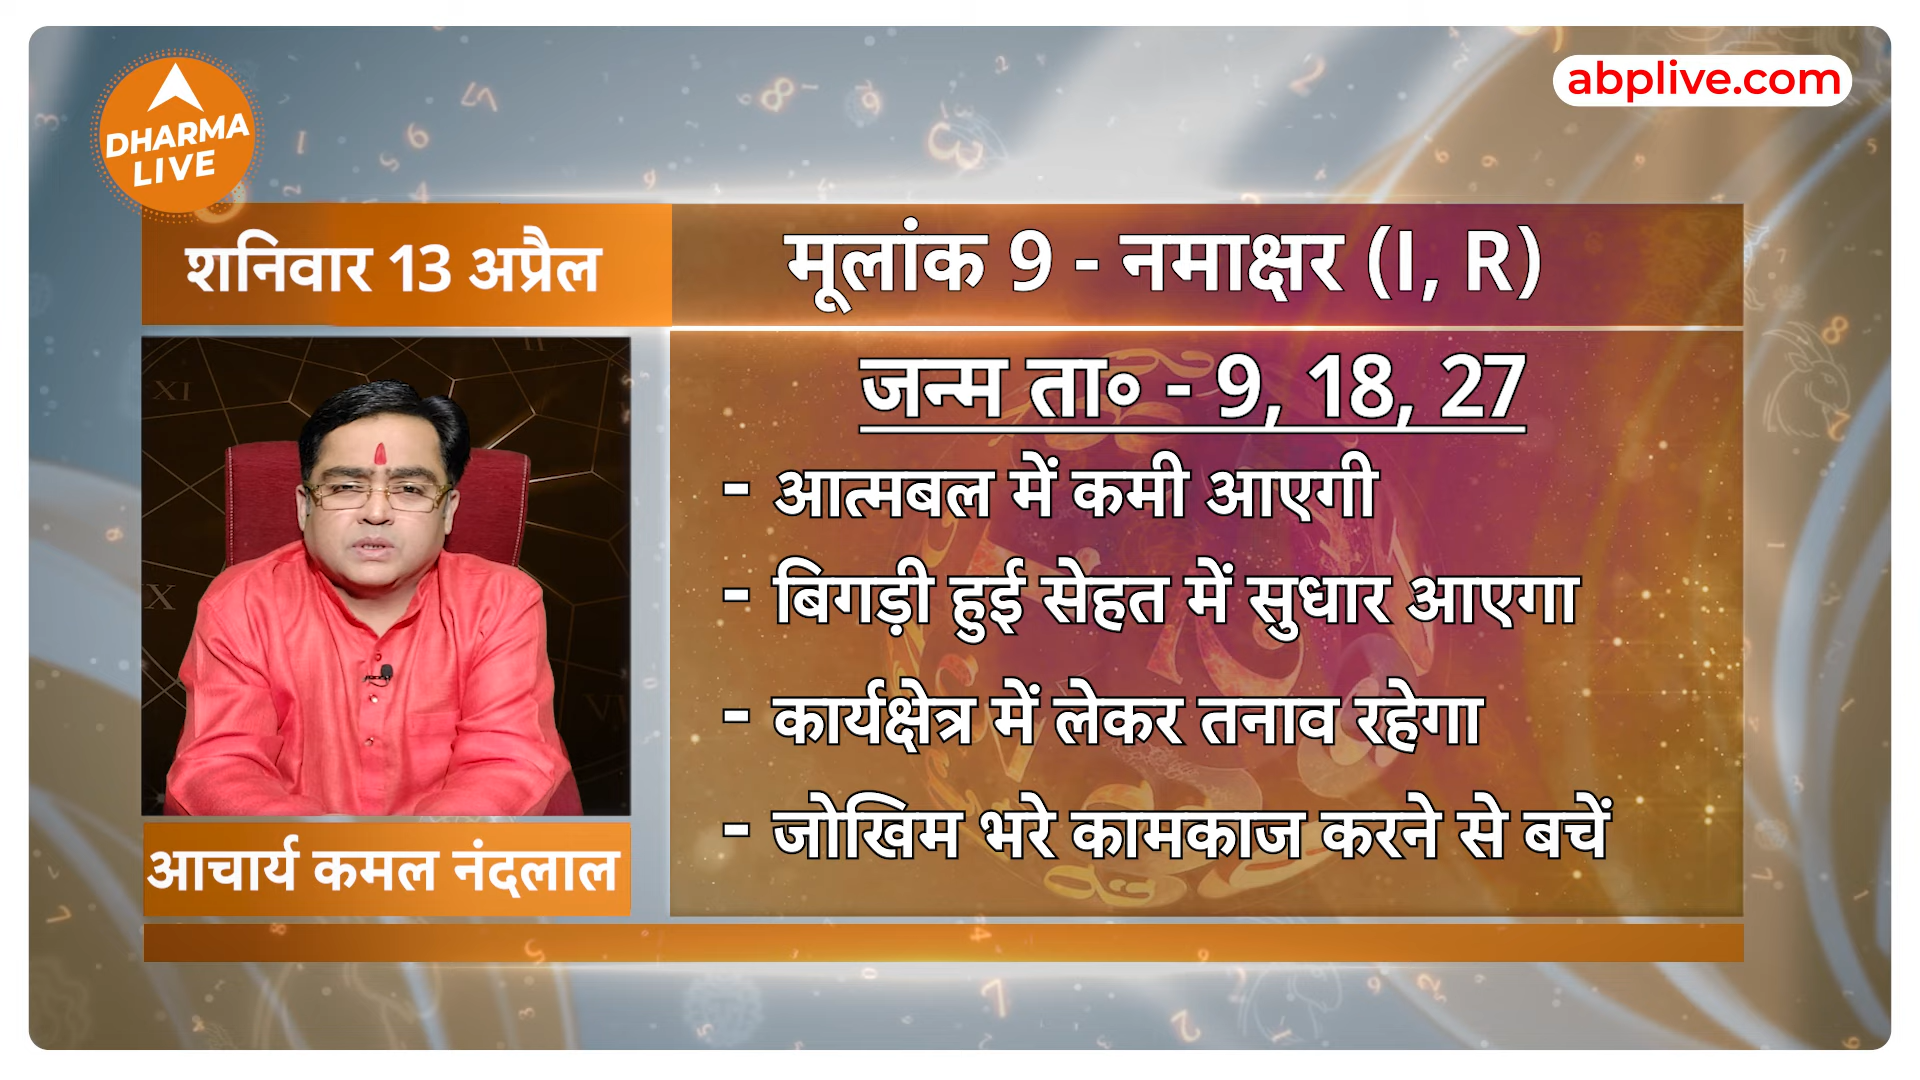 DHARMA
LIVE
abplive.com
शनिवार 13 अप्रैल
मूलांक 9 - नमाक्षर (I, R)
जन्म ता० - 9, 18, 27
- आत्मबल में कमी आएगी
- बिगड़ी हुई सेहत में सुधार आएगा
- कार्यक्षेत्र में लेकर तनाव रहेगा
- जोखिम भरे कामकाज करने से बचें
आचार्य कमल नंदलाल